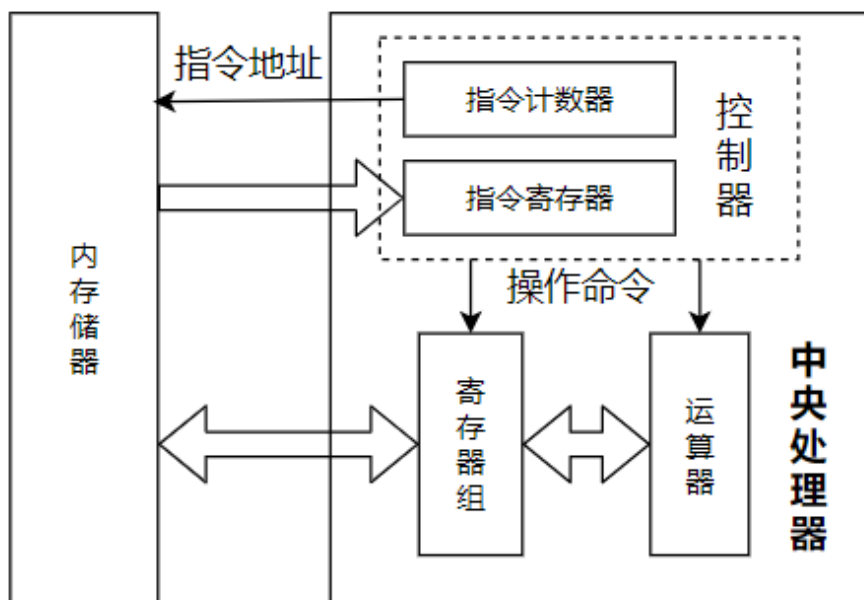 指令地址
指令计数器
控制器
指令寄存器
内存储器
操作命令
寄存器组
运算器
中央处理器